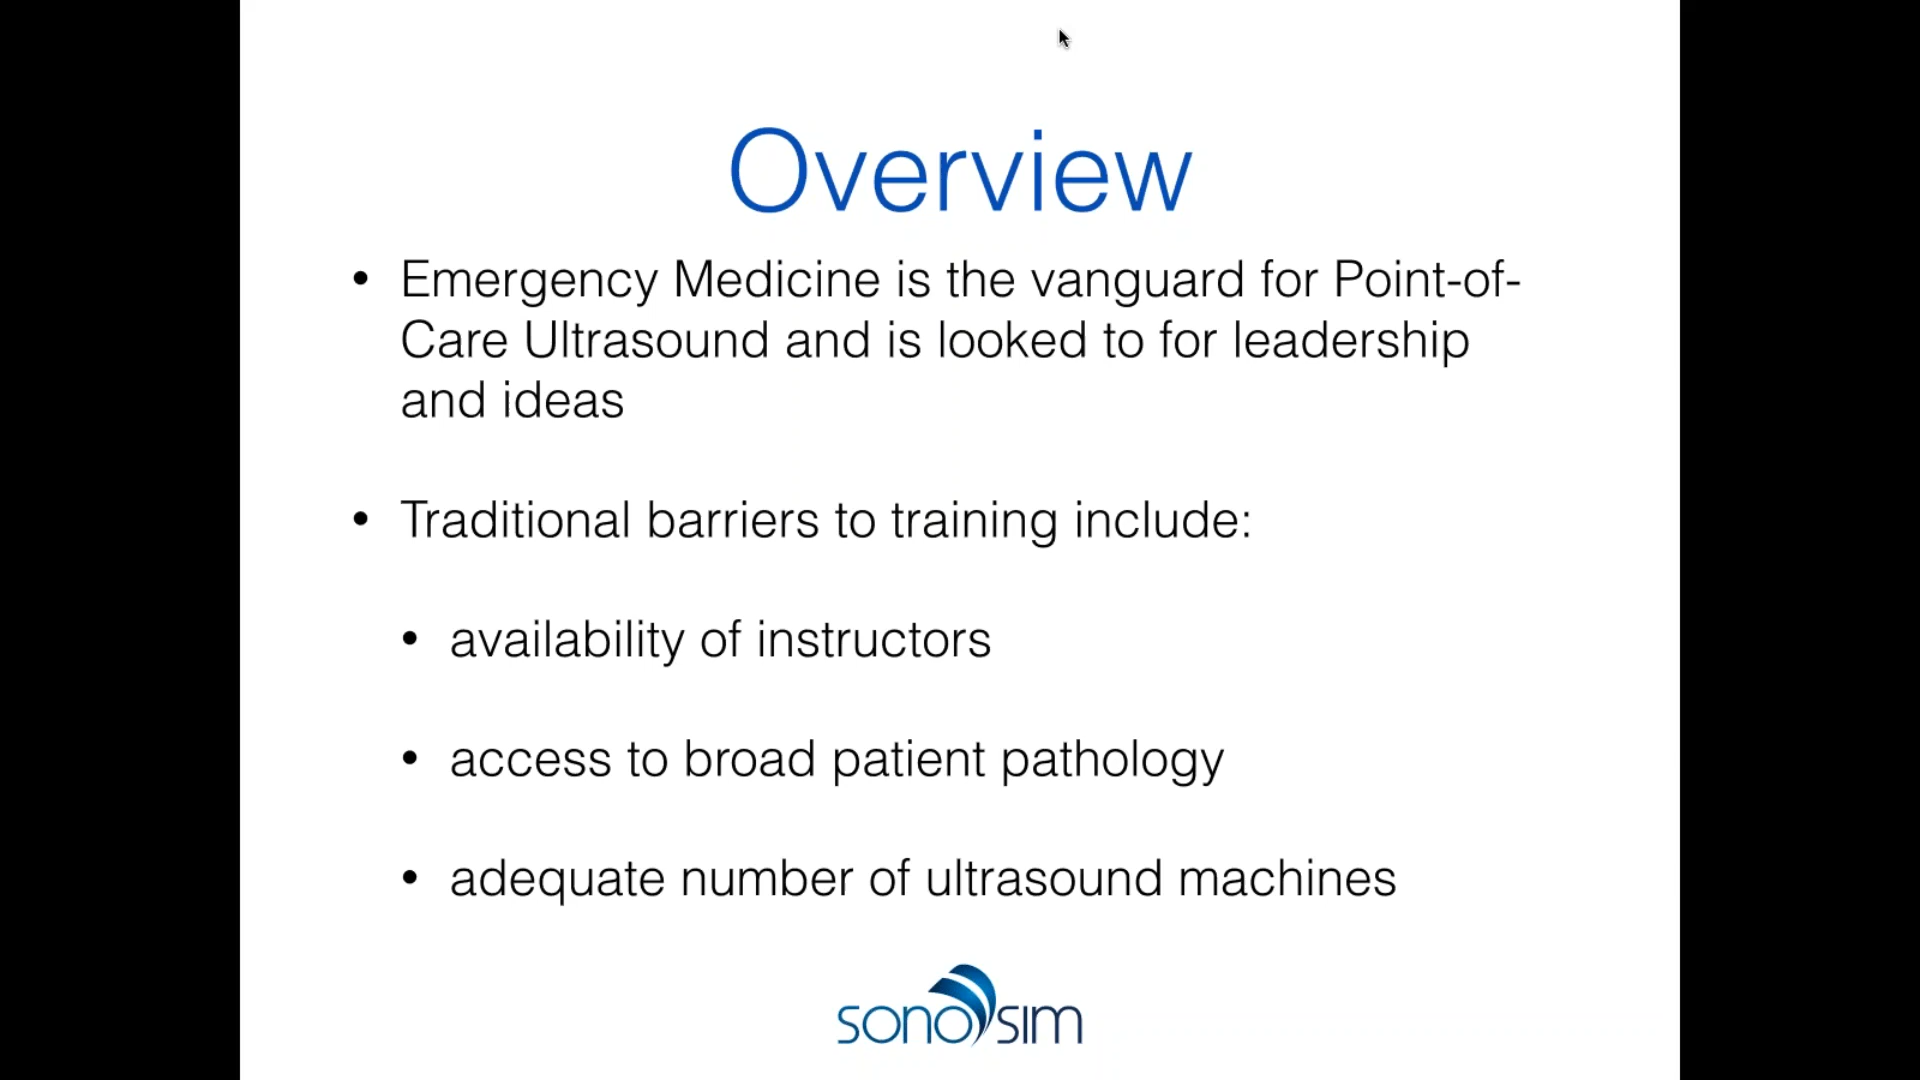 Overview
• Emergency Medicine is the vanguard for Point-of-
Care Ultrasound and is looked to for leadership
and ideas
• Traditional barriers to training include:
• availability of instructors
• access to broad patient pathology
• adequate number of ultrasound machines
sonosim